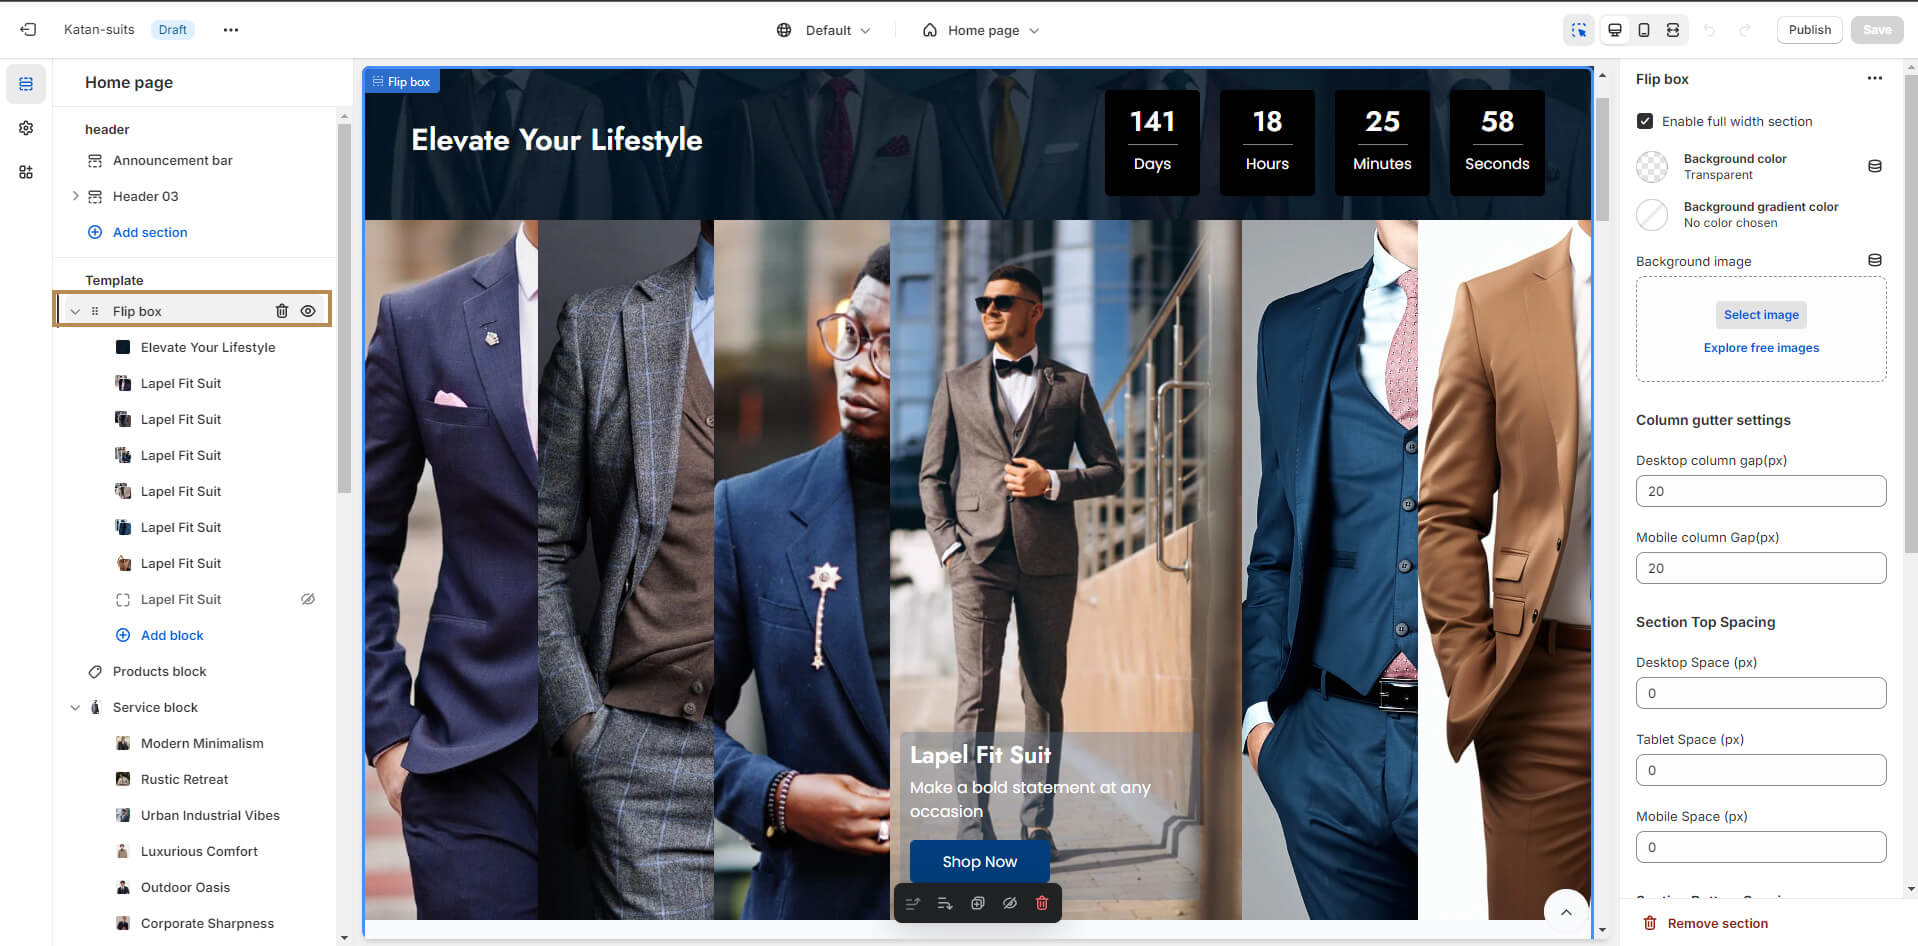 Katan-suits
Draft
Default
Home page
Publish
Save
Home page
header
Announcement bar
Header 03
Add section
Template
Flip box
Elevate Your Lifestyle
Lapel Fit Suit
Lapel Fit Suit
Lapel Fit Suit
Lapel Fit Suit
Lapel Fit Suit
Lapel Fit Suit
Lapel Fit Suit
Add block
Products block
Service block
Modern Minimalism
Rustic Retreat
Urban Industrial Vibes
Luxurious Comfort
Outdoor Oasis
Corporate Sharpness
Flip box
Elevate Your Lifestyle
141
Days
18
Hours
25
Minutes
58
Seconds
Lapel Fit Suit
Make a bold statement at any
occasion
Shop Now
Flip box
Enable full width section
Background color
Transparent
Background gradient color
No color chosen
Background image
Select image
Explore free images
Column gutter settings
Desktop column gap(px)
20
Mobile column Gap(px)
20
Section Top Spacing
Desktop Space (px)
0
Tablet Space (px)
0
Mobile Space (px)
0
Remove section